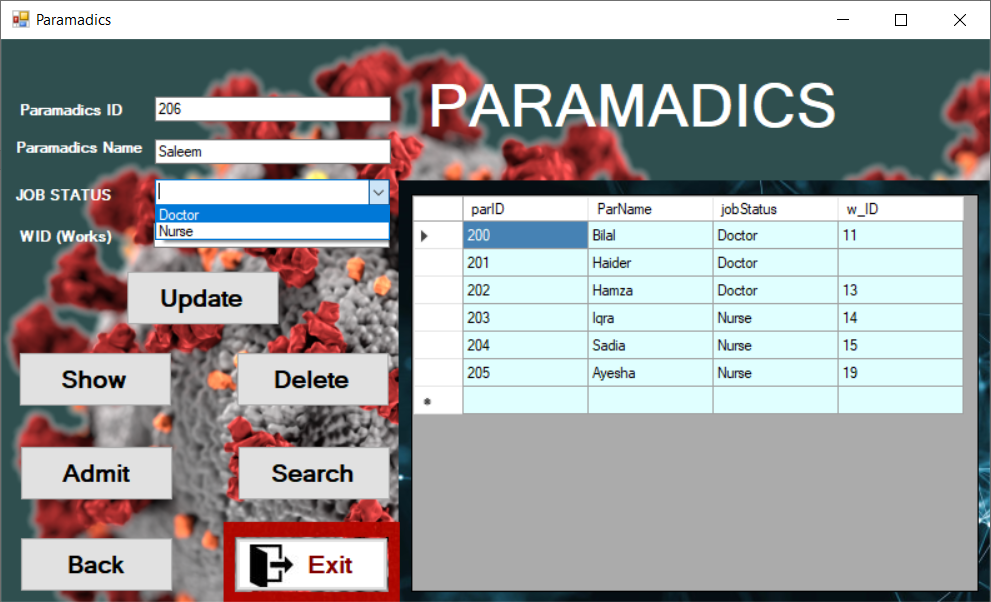 Paramadics
PARAMADICS
Paramadics ID 206
Paramadics Name Saleem
JOB STATUS
Doctor
Nurse
WID (Works)
Update
Show Delete
Admit Search
Back Exit
parID ParName jobStatus w_ID
200 Bilal Doctor 11
201 Haider Doctor
202 Hamza Doctor 13
203 Iqra Nurse 14
204 Sadia Nurse 15
205 Ayesha Nurse 19